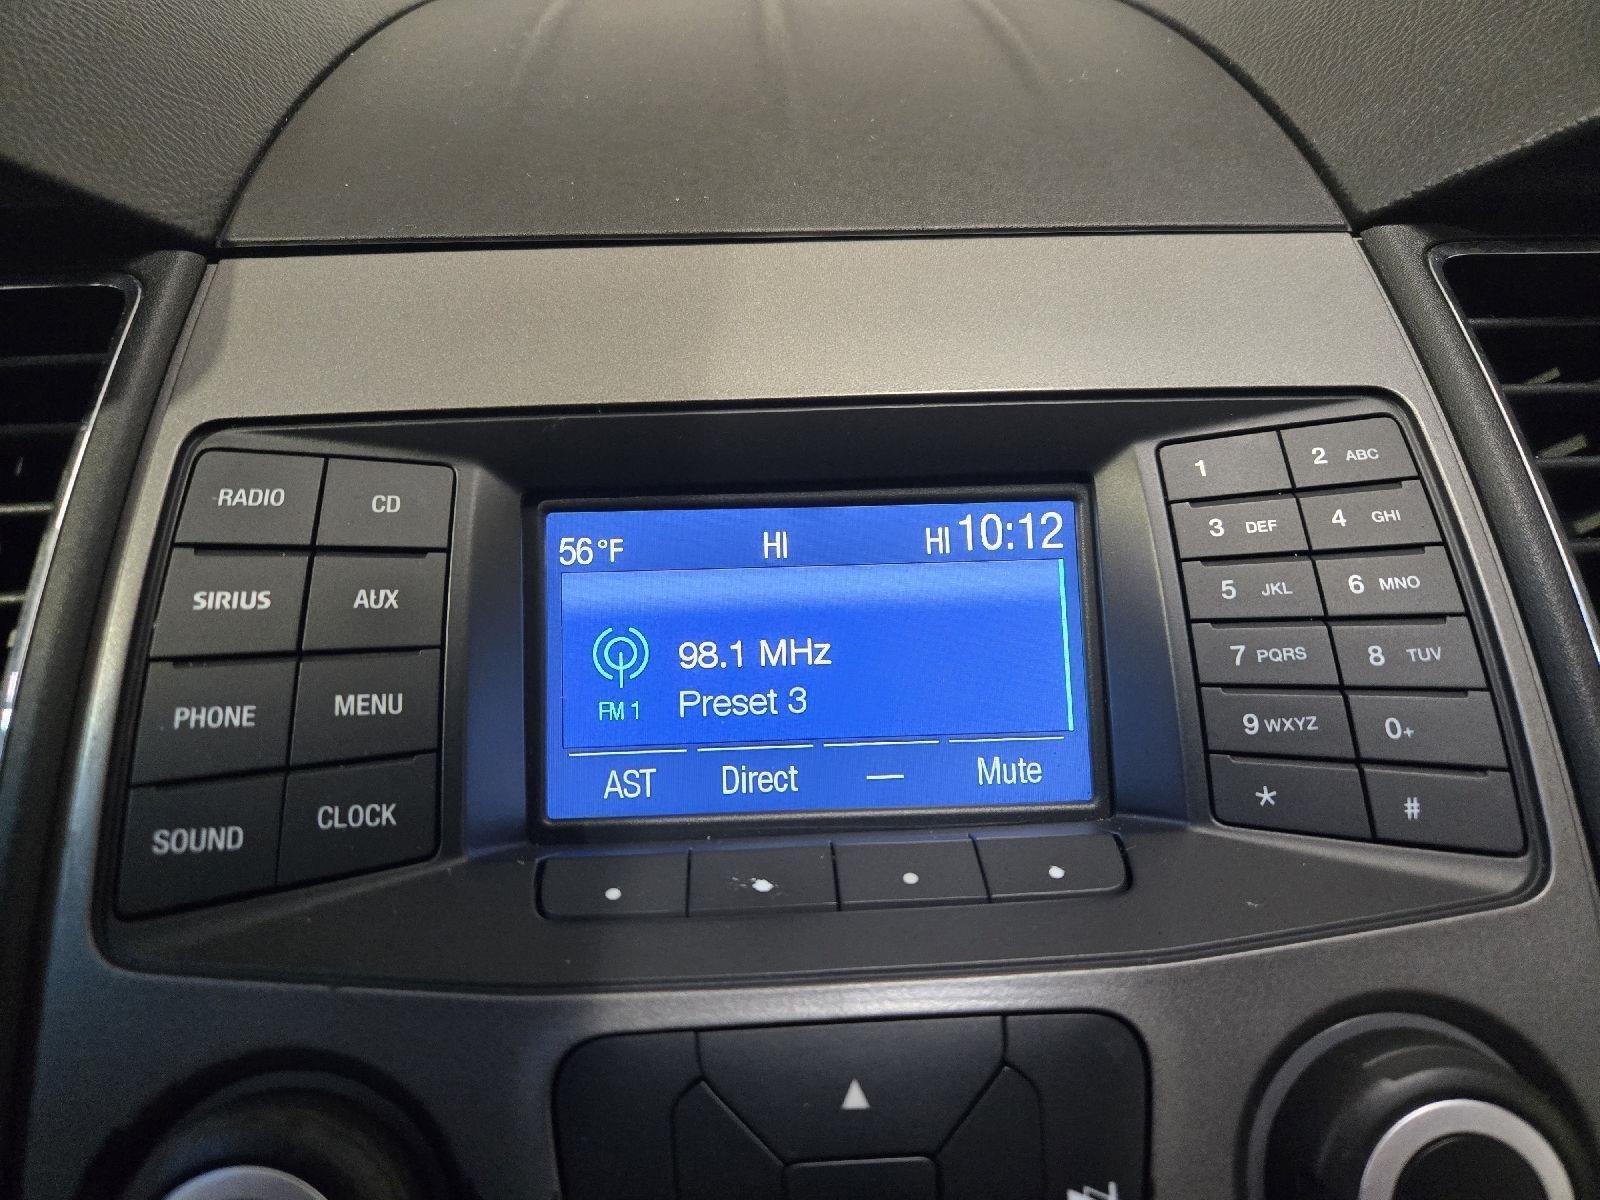 56°F HI HI 10:12
98.1 MHz
FM 1 Preset 3
AST Direct — Mute
RADIO CD
SIRIUS AUX
PHONE MENU
SOUND CLOCK
1 2 ABC
3 DEF 4 GHI
5 JKL 6 MNO
7 PQRS 8 TUV
9 WXYZ 0+
* #